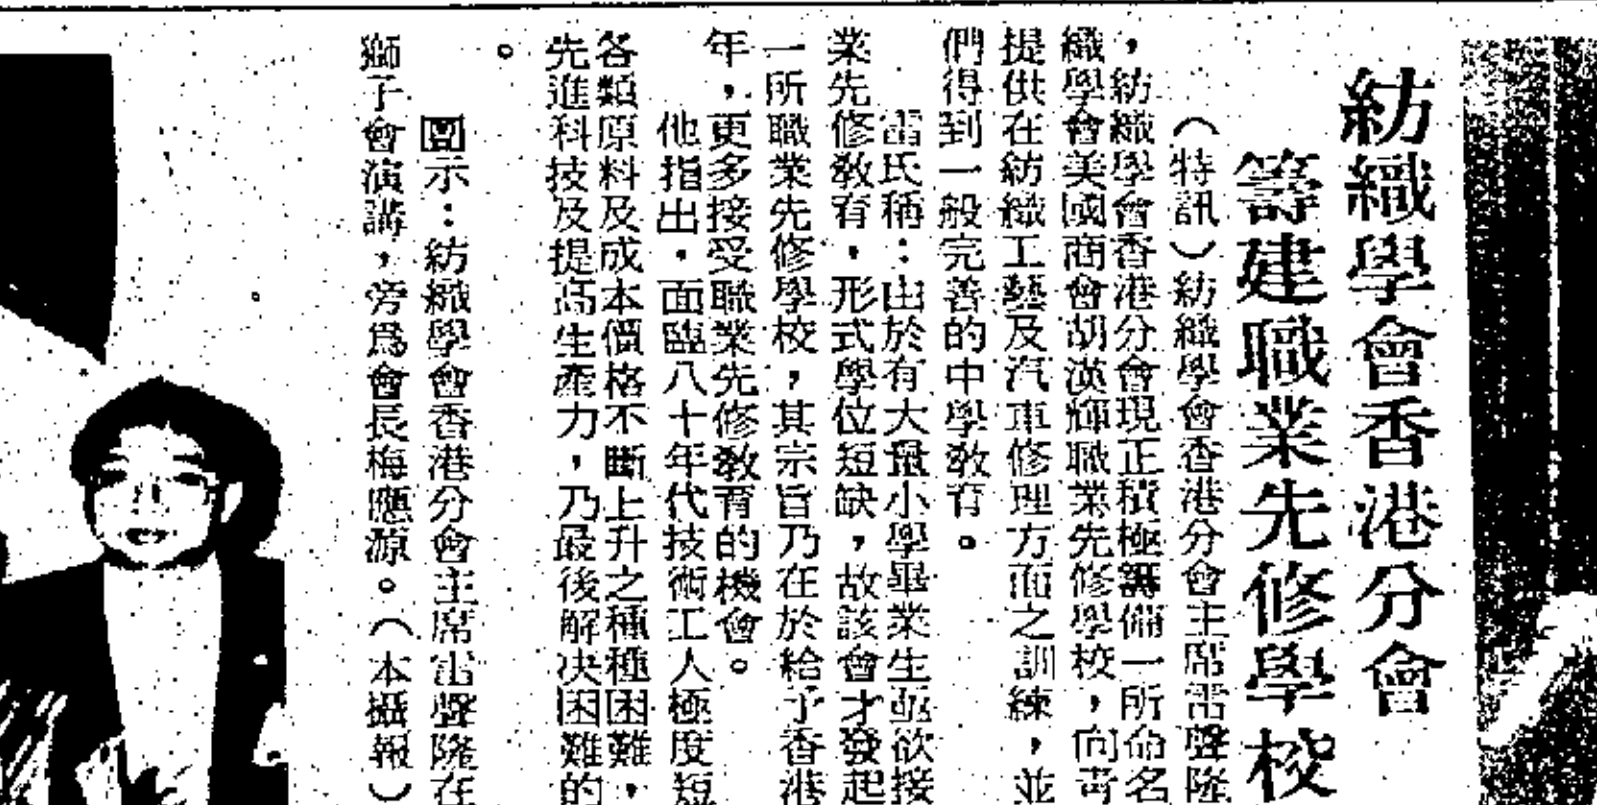 紡織學會香港分會
籌建職業先修學校
（特訊）紡織學會香港分會主席雷聲隆
，紡織學會香港分會現正積極籌備一所命名
織學會美國商會胡漢輝職業先修學校，向青
提供在紡織工藝及汽車修理方面之訓練，並
們得到一般完善的中學敎育。
雷氏稱：由於有大量小學畢業生亟欲接
業先修敎育，形式學位短缺，故該會才發起
一所職業先修學校，其宗旨乃在於給予香港
年，更多接受職業先修敎育的機會。
他指出，面臨八十年代技術工人極度短
各類原料及成本價格不斷上升之種種困難，
先進科技及提高生產力，乃最後解决困難的
。
圖示：紡織學會香港分會主席雷聲隆在
獅子會演講，旁爲會長梅應源。（本報攝）